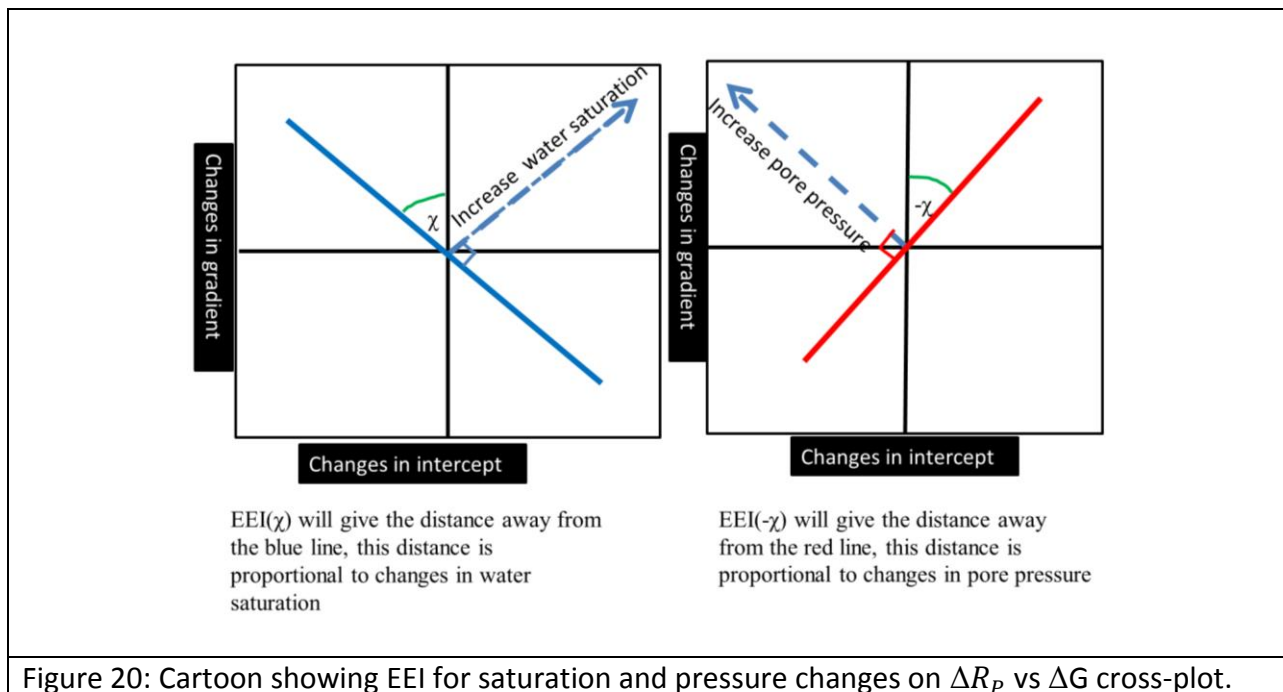 Changes in gradient
χ
Increase water saturation
Changes in intercept
EEI(χ) will give the distance away from
the blue line, this distance is
proportional to changes in water
saturation
Changes in gradient
Increase pore pressure
-χ
Changes in intercept
EEI(-χ) will give the distance away
from the red line, this distance is
proportional to changes in pore pressure
Figure 20: Cartoon showing EEI for saturation and pressure changes on Δ𝑅𝑃 vs ΔG cross-plot.